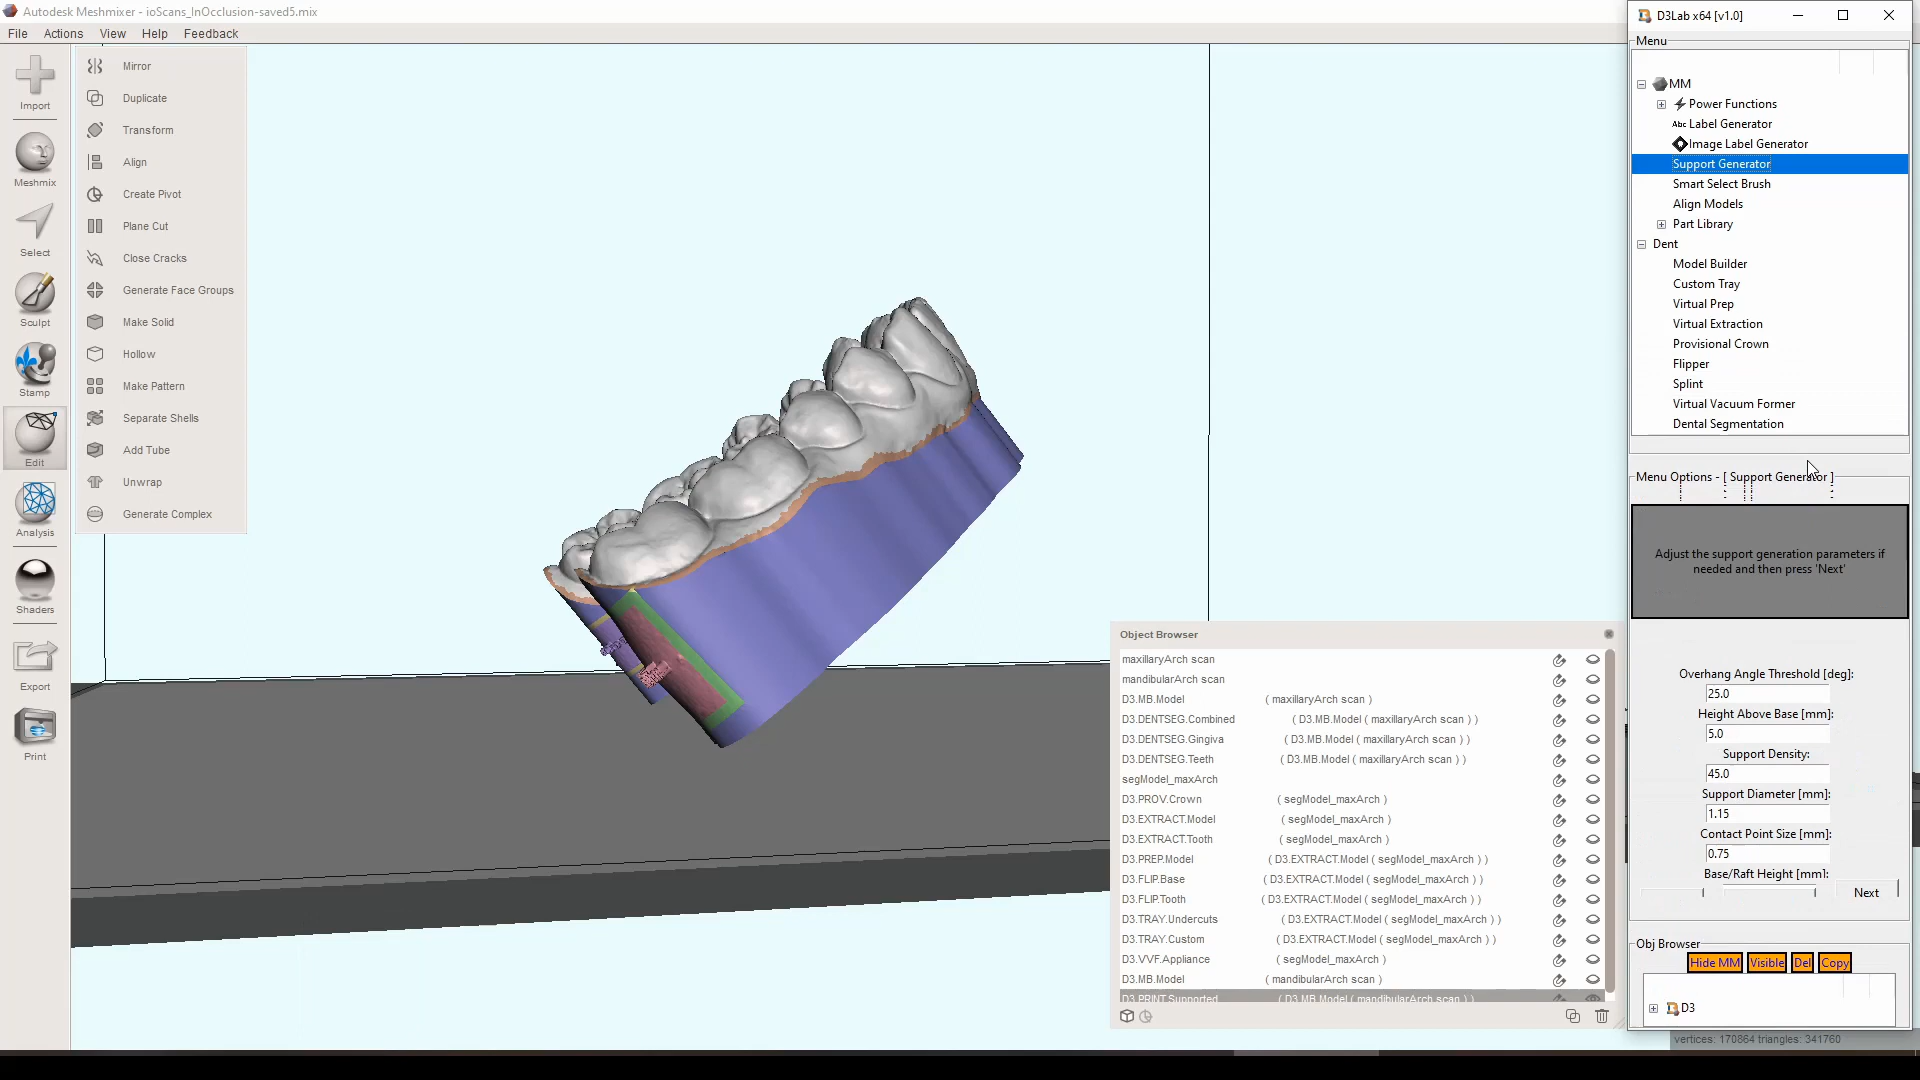 Autodesk Meshmixer - ioScans_InOcclusion-saved5.mix
File Actions View Help Feedback
Import
Meshmix
Select
Sculpt
Stamp
Edit
Analysis
Shaders
Export
Print
Mirror
Duplicate
Transform
Align
Create Pivot
Plane Cut
Close Cracks
Generate Face Groups
Make Solid
Hollow
Make Pattern
Separate Shells
Add Tube
Unwrap
Generate Complex
Object Browser
maxillaryArch scan
mandibularArch scan
D3.MB.Model ( maxillaryArch scan )
D3.DENTSEG.Combined ( D3.MB.Model ( maxillaryArch scan ) )
D3.DENTSEG.Gingiva ( D3.MB.Model ( maxillaryArch scan ) )
D3.DENTSEG.Teeth ( D3.MB.Model ( maxillaryArch scan ) )
segModel_maxArch
D3.PROV.Crown ( segModel_maxArch )
D3.EXTRACT.Model ( segModel_maxArch )
D3.EXTRACT.Tooth ( segModel_maxArch )
D3.PREP.Model ( D3.EXTRACT.Model ( segModel_maxArch ) )
D3.FLIP.Base ( D3.EXTRACT.Model ( segModel_maxArch ) )
D3.FLIP.Tooth ( D3.EXTRACT.Model ( segModel_maxArch ) )
D3.TRAY.Undercuts ( D3.EXTRACT.Model ( segModel_maxArch ) )
D3.TRAY.Custom ( D3.EXTRACT.Model ( segModel_maxArch ) )
D3.VVF.Appliance ( segModel_maxArch )
D3.MB.Model ( mandibularArch scan )
D3.PRINT.Supported ( D3.MB.Model ( mandibularArch scan ) )
D3Lab x64 [v1.0]
Menu
MM
Power Functions
Abc Label Generator
Image Label Generator
Support Generator
Smart Select Brush
Align Models
Part Library
Dent
Model Builder
Custom Tray
Virtual Prep
Virtual Extraction
Provisional Crown
Flipper
Splint
Virtual Vacuum Former
Dental Segmentation
Menu Options - [ Support Generator ]
Adjust the support generation parameters if
needed and then press 'Next'
Overhang Angle Threshold [deg]:
25.0
Height Above Base [mm]:
5.0
Support Density:
45.0
Support Diameter [mm]:
1.15
Contact Point Size [mm]:
0.75
Base/Raft Height [mm]:
Next
Obj Browser
Hide MM Visible Del Copy
D3
vertices: 170864 triangles: 341760